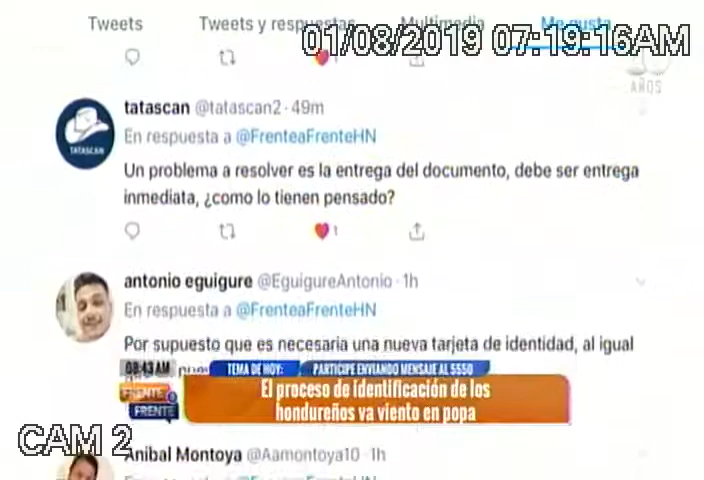 Tweets Tweets y respuestas Multimedia Me gusta
01/08/2019 07:19:16AM
AÑOS
tatascan @tatascan2 · 49m
TATASCAN
En respuesta a @FrenteaFrenteHN
Un problema a resolver es la entrega del documento, debe ser entrega
inmediata, ¿como lo tienen pensado?
1
antonio eguigure @EguigureAntonio · 1h
En respuesta a @FrenteaFrenteHN
Por supuesto que es necesaria una nueva tarjeta de identidad, al igual
08:43 AM TEMA DE HOY: PARTICIPE ENVIANDO MENSAJE AL 5550
FRENTE a FRENTE
El proceso de identificación de los
hondureños va viento en popa
CAM 2
Anibal Montoya @Aamontoya10 · 1h